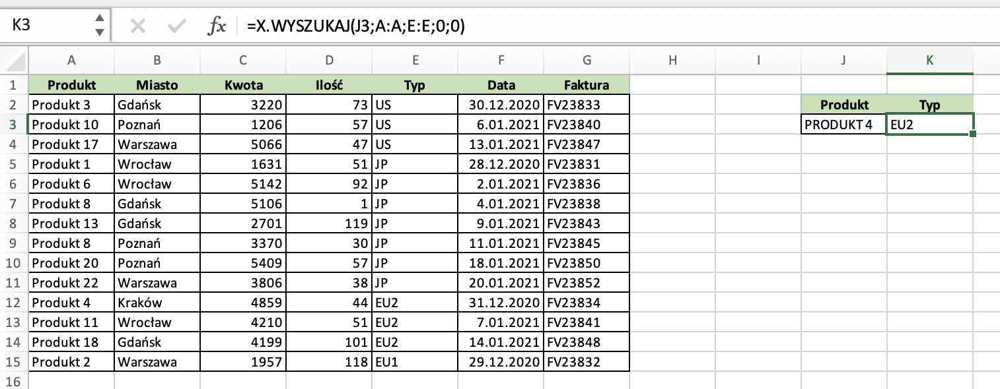 K3 fx =X.WYSZUKAJ(J3;A:A;E:E;0;0)
A B C D E F G H I J K
1 Produkt Miasto Kwota Ilość Typ Data Faktura
2 Produkt 3 Gdańsk 3220 73 US 30.12.2020 FV23833 Produkt Typ
3 Produkt 10 Poznań 1206 57 US 6.01.2021 FV23840 PRODUKT 4 EU2
4 Produkt 17 Warszawa 5066 47 US 13.01.2021 FV23847
5 Produkt 1 Wrocław 1631 51 JP 28.12.2020 FV23831
6 Produkt 6 Wrocław 5142 92 JP 2.01.2021 FV23836
7 Produkt 8 Gdańsk 5106 1 JP 4.01.2021 FV23838
8 Produkt 13 Gdańsk 2701 119 JP 9.01.2021 FV23843
9 Produkt 8 Poznań 3370 30 JP 11.01.2021 FV23845
10 Produkt 20 Poznań 5409 57 JP 18.01.2021 FV23850
11 Produkt 22 Warszawa 3806 38 JP 20.01.2021 FV23852
12 Produkt 4 Kraków 4859 44 EU2 31.12.2020 FV23834
13 Produkt 11 Wrocław 4210 51 EU2 7.01.2021 FV23841
14 Produkt 18 Gdańsk 4199 101 EU2 14.01.2021 FV23848
15 Produkt 2 Warszawa 1957 118 EU1 29.12.2020 FV23832
16